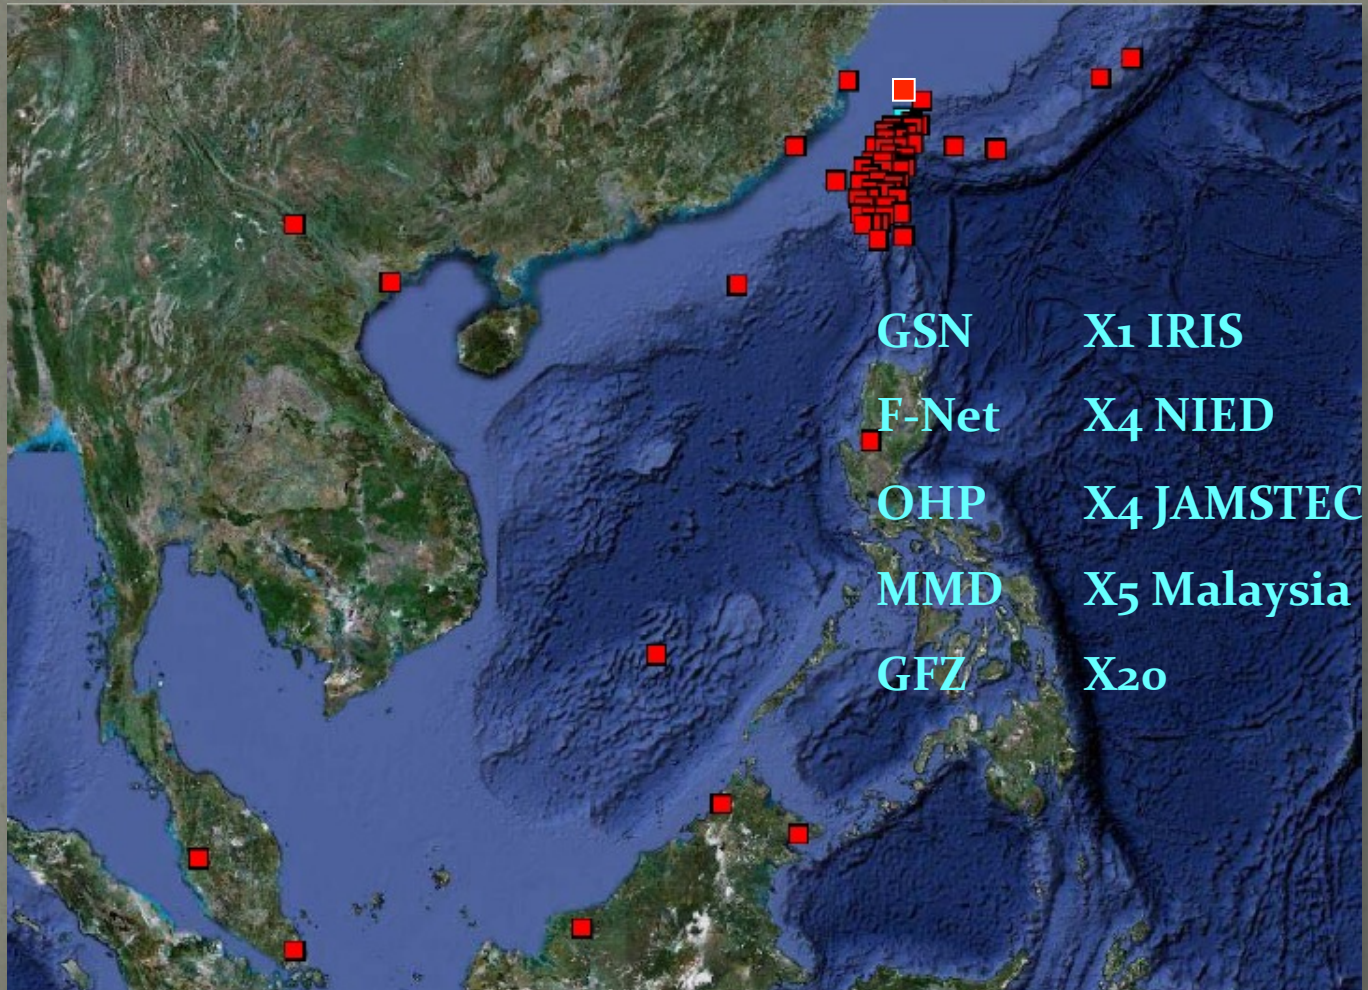 GSN X1 IRIS
F-Net X4 NIED
OHP X4 JAMSTEC
MMD X5 Malaysia
GFZ X20